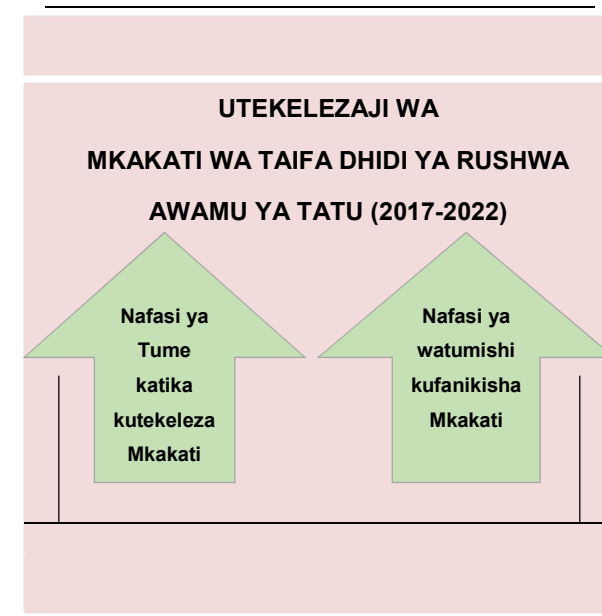 UTEKELEZAJI WA
MKAKATI WA TAIFA DHIDI YA RUSHWA
AWAMU YA TATU (2017-2022)
Nafasi ya
Tume
katika
kutekeleza
Mkakati
Nafasi ya
watumishi
kufanikisha
Mkakati